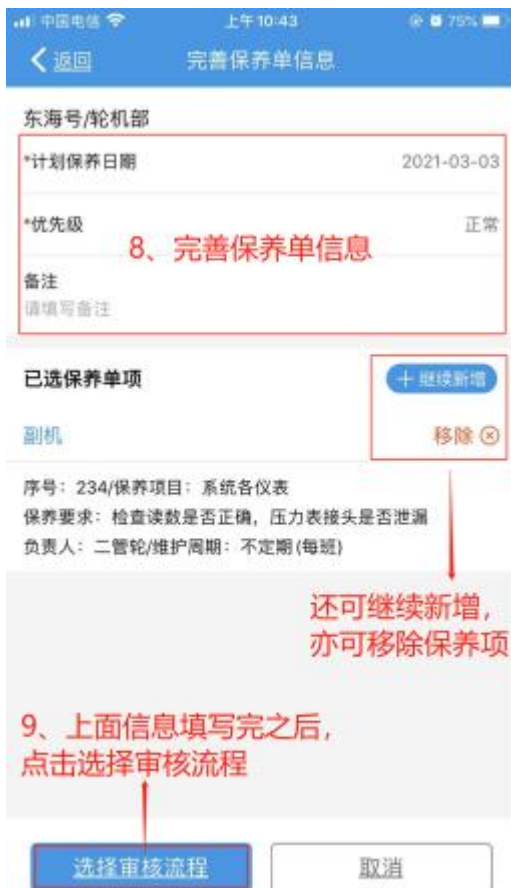 中国电信 上午10:43 75%
返回 完善保养单信息
东海号/轮机部
*计划保养日期 2021-03-03
*优先级 正常
8、完善保养单信息
备注
请填写备注
已选保养单项 +继续新增
副机 移除
序号：234/保养项目：系统各仪表
保养要求：检查读数是否正确，压力表接头是否泄漏
负责人：二管轮/维护周期：不定期(每班)
还可继续新增，
亦可移除保养项
9、上面信息填写完之后，
点击选择审核流程
选择审核流程 取消